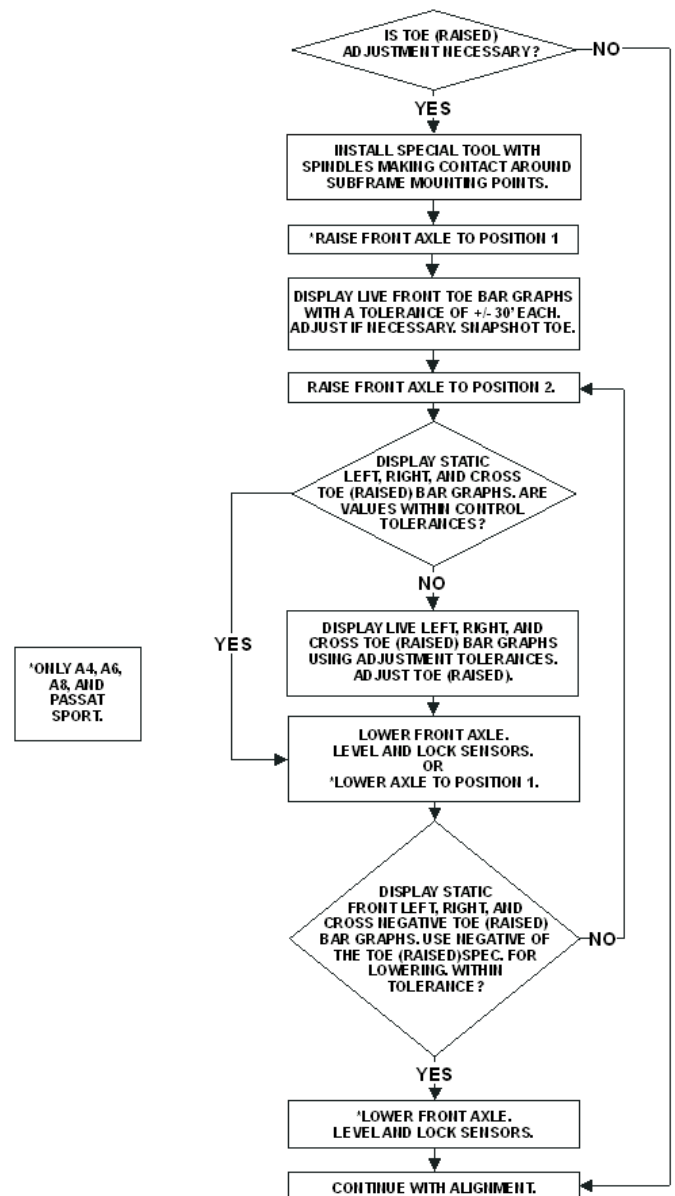 IS TOE (RAISED)
ADJUSTMENT NECESSARY?
NO
YES
INSTALL SPECIAL TOOL WITH
SPINDLES MAKING CONTACT AROUND
SUBFRAME MOUNTING POINTS.
*RAISE FRONT AXLE TO POSITION 1
DISPLAY LIVE FRONT TOE BAR GRAPHS
WITH A TOLERANCE OF +/- 30' EACH.
ADJUST IF NECESSARY. SNAPSHOT TOE.
RAISE FRONT AXLE TO POSITION 2.
DISPLAY STATIC
LEFT, RIGHT, AND CROSS
TOE (RAISED) BAR GRAPHS. ARE
VALUES WITHIN CONTROL
TOLERANCES?
NO
YES
DISPLAY LIVE LEFT, RIGHT, AND
CROSS TOE (RAISED) BAR GRAPHS
USING ADJUSTMENT TOLERANCES.
ADJUST TOE (RAISED).
*ONLY A4, A6,
A8, AND
PASSAT
SPORT.
LOWER FRONT AXLE.
LEVEL AND LOCK SENSORS.
OR
*LOWER AXLE TO POSITION 1.
DISPLAY STATIC
FRONT LEFT, RIGHT, AND
CROSS NEGATIVE TOE (RAISED)
BAR GRAPHS. USE NEGATIVE OF
THE TOE (RAISED)SPEC. FOR
LOWERING. WITHIN
TOLERANCE?
NO
YES
*LOWER FRONT AXLE.
LEVEL AND LOCK SENSORS.
CONTINUE WITH ALIGNMENT.